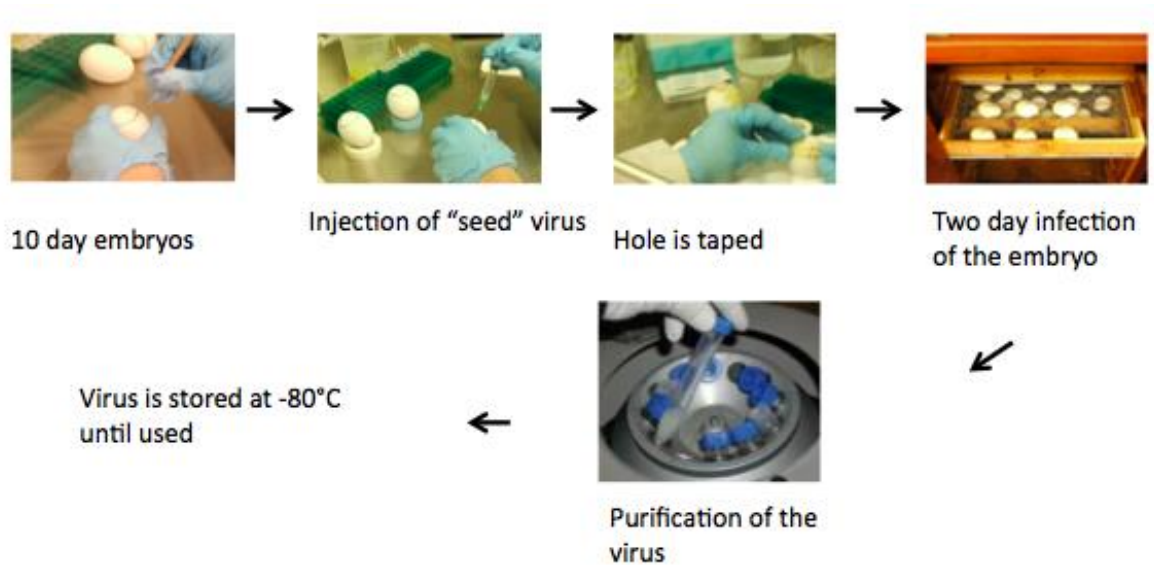 10 day embryos
Injection of “seed” virus
Hole is taped
Two day infection
of the embryo
Purification of the
virus
Virus is stored at -80°C
until used